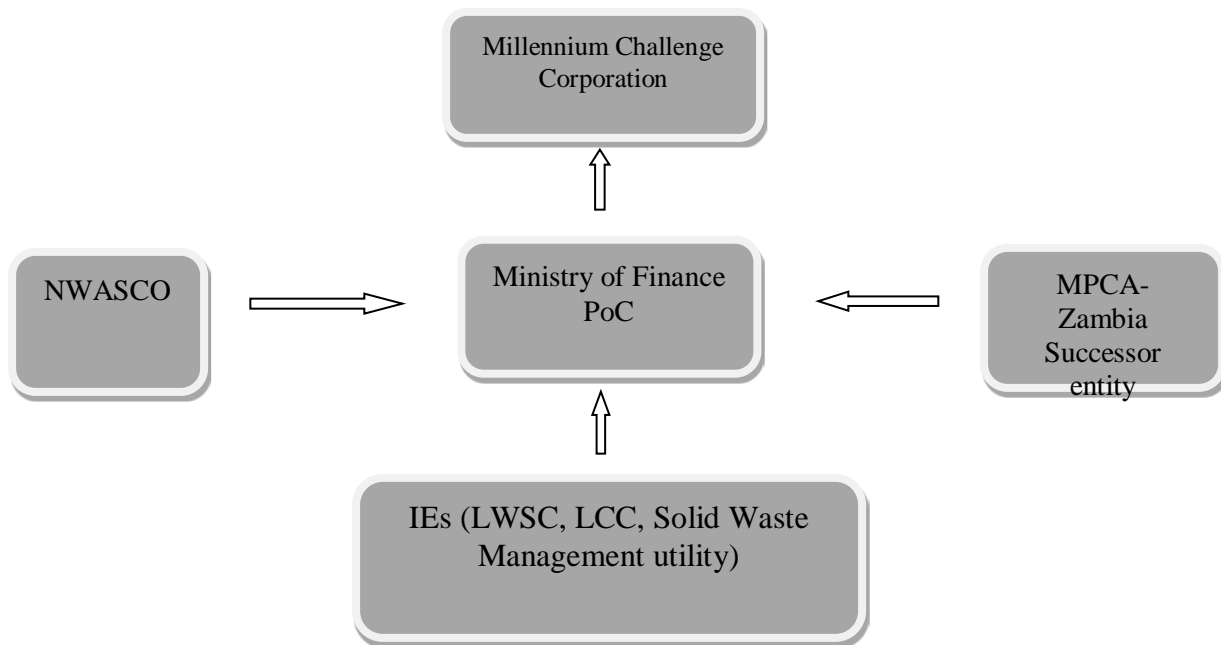 Millennium Challenge
Corporation
NWASCO
Ministry of Finance
PoC
MPCA-
Zambia
Successor
entity
IEs (LWSC, LCC, Solid Waste
Management utility)